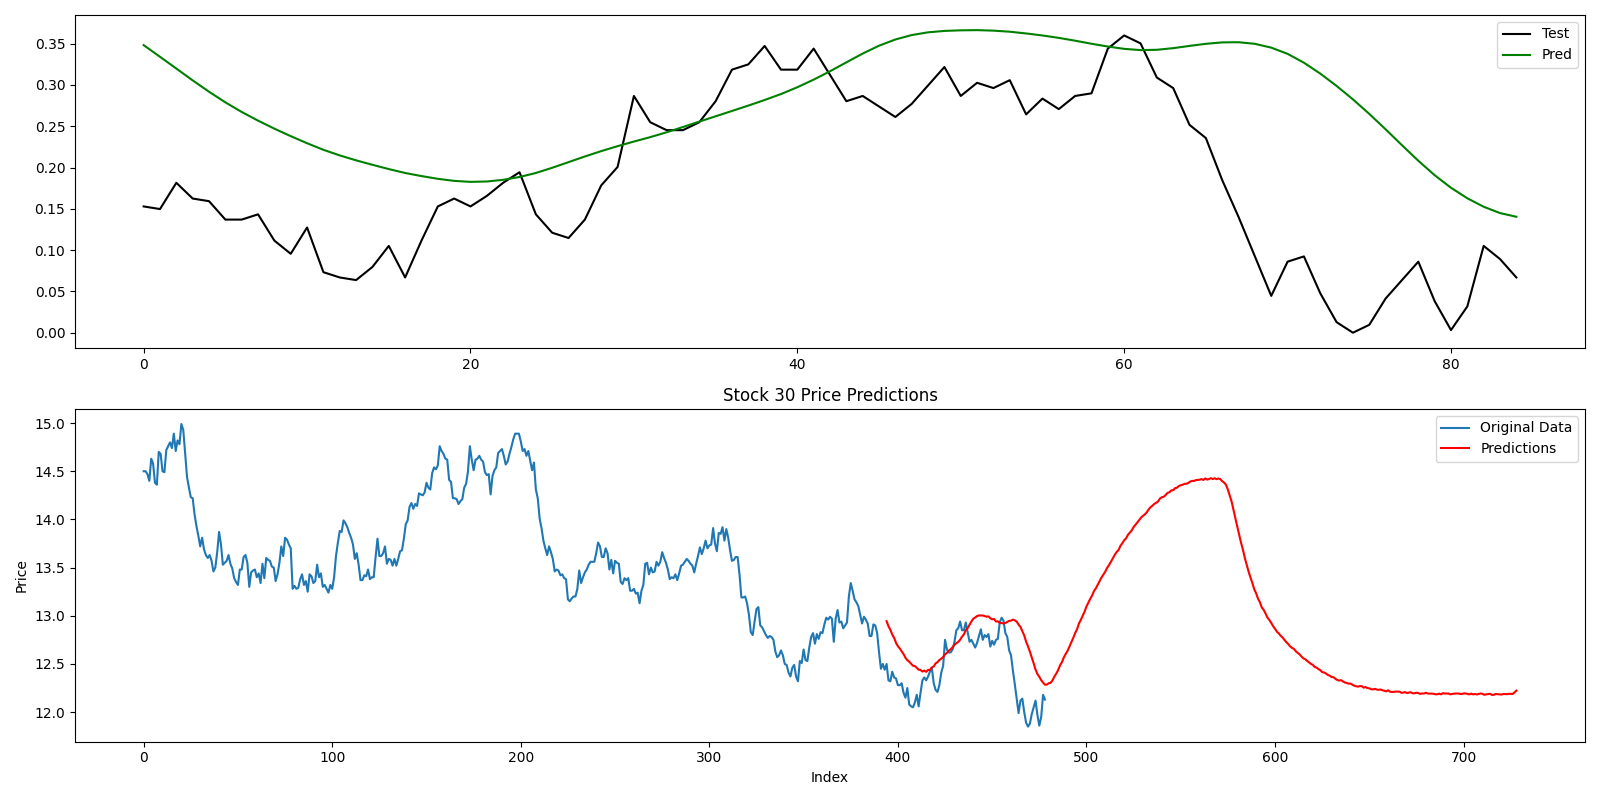 0.35
0.30
0.25
0.20
0.15
0.10
0.05
0.00
Test
Pred
0 20 40 60 80
Stock 30 Price Predictions
Price
15.0
14.5
14.0
13.5
13.0
12.5
12.0
Original Data
Predictions
0 100 200 300 400 500 600 700
Index